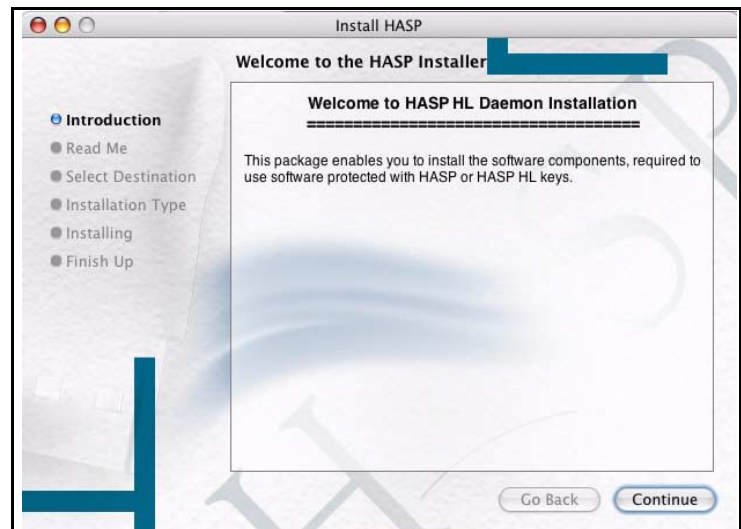 Install HASP
Welcome to the HASP Installer
Introduction
Read Me
Select Destination
Installation Type
Installing
Finish Up
Welcome to HASP HL Daemon Installation
====================================
This package enables you to install the software components, required to
use software protected with HASP or HASP HL keys.
Go Back
Continue
H S P